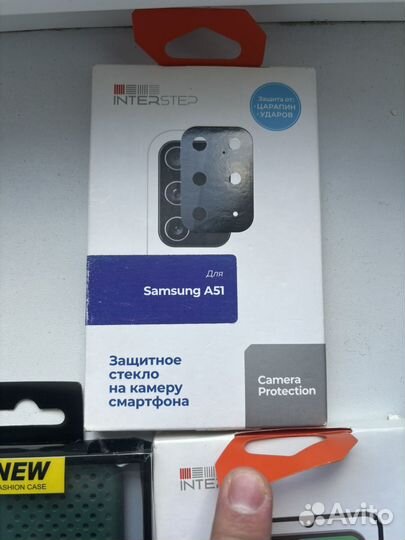 INTERSTEP
Защита от:
•ЦАРАПИН
•УДАРОВ
Для
Samsung A51
Защитное
стекло
на камеру
смартфона
Camera
Protection
NEW
FASHION CASE
INTERSTEP
Avito